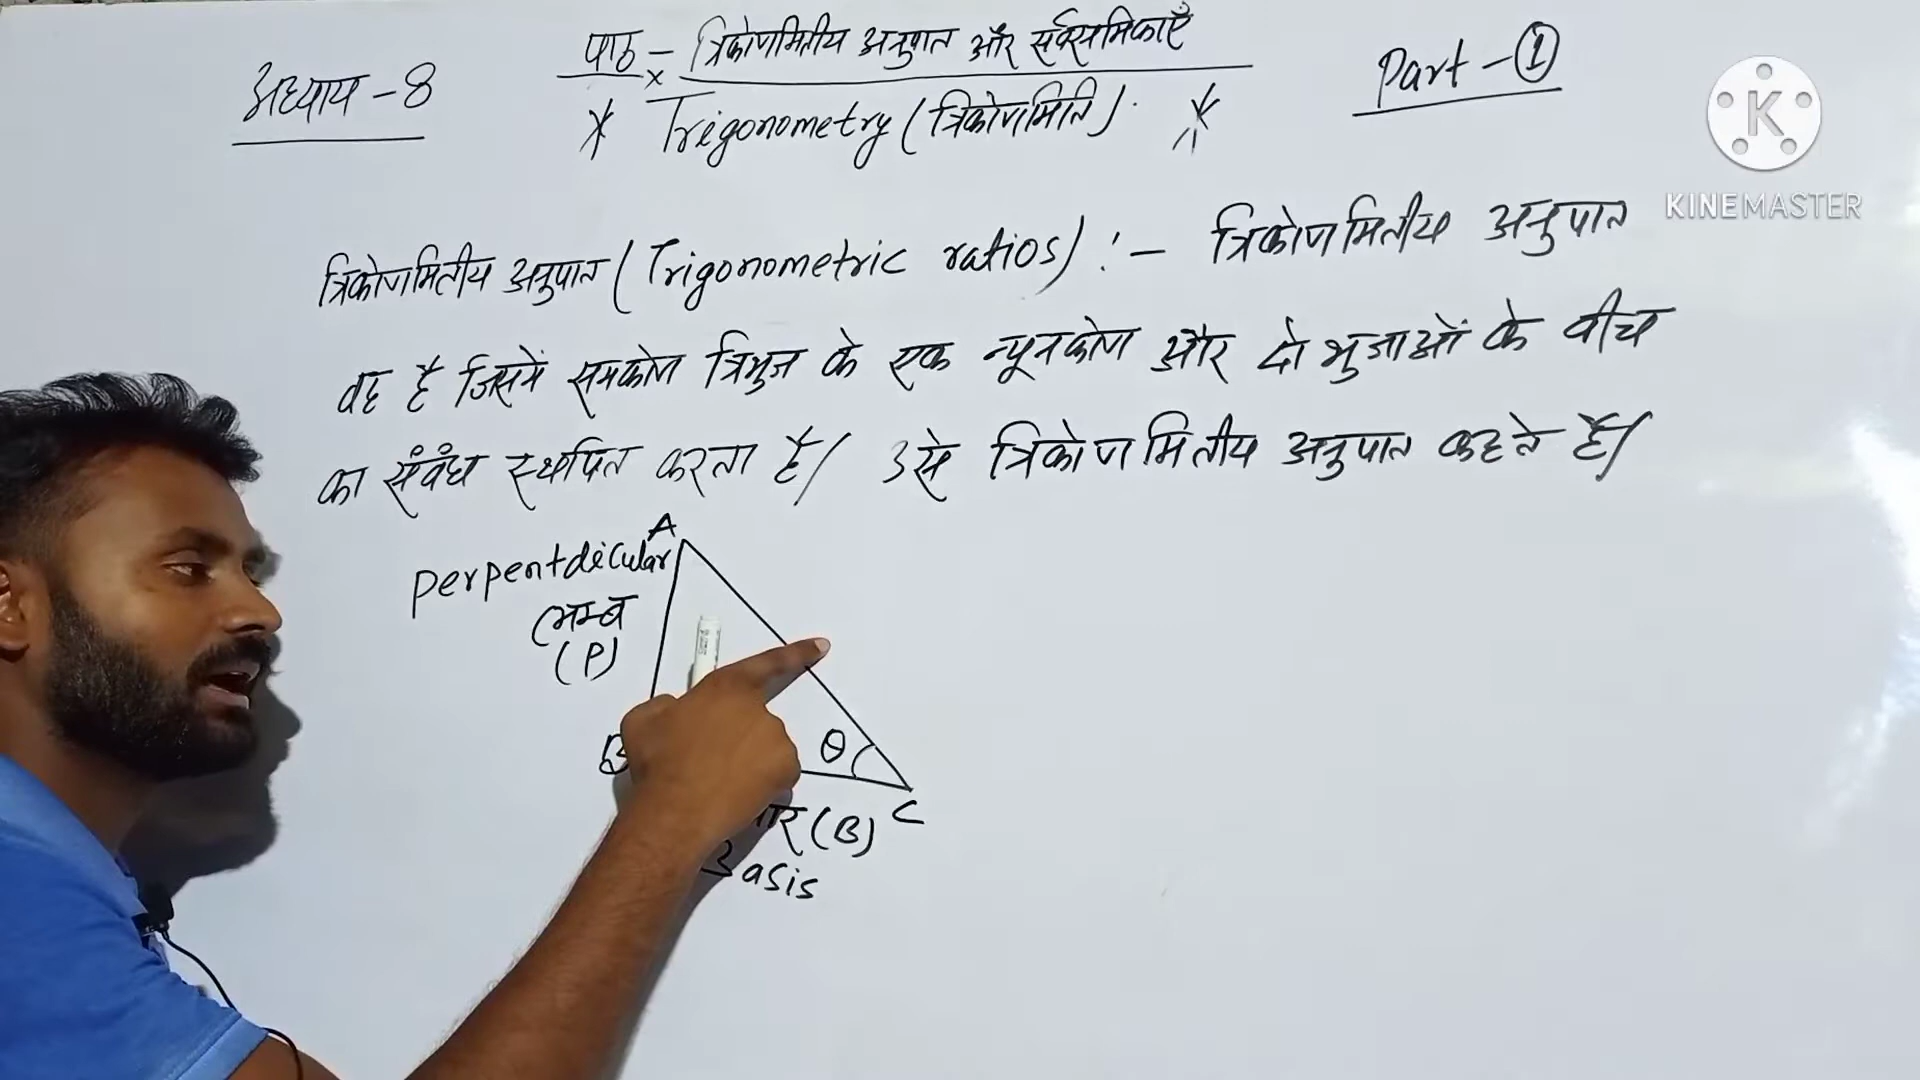 अध्याय - 8
पाठ - त्रिकोणमितीय अनुपात और सर्वसमिकाएँ
Part - ①
* Trigonometry (त्रिकोणमिति). *
K
KINEMASTER
त्रिकोणमितीय अनुपात (Trigonometric ratios) :- त्रिकोणमितीय अनुपात
वह है जिसमें समकोण त्रिभुज के एक न्यूनकोण और दो भुजाओं के बीच
का संबंध स्थपित करता है/ उसे त्रिकोणमितीय अनुपात कहते हैं/
A
perpentdicular
लम्ब
(P)
B
θ
C
ार (B)
Basis